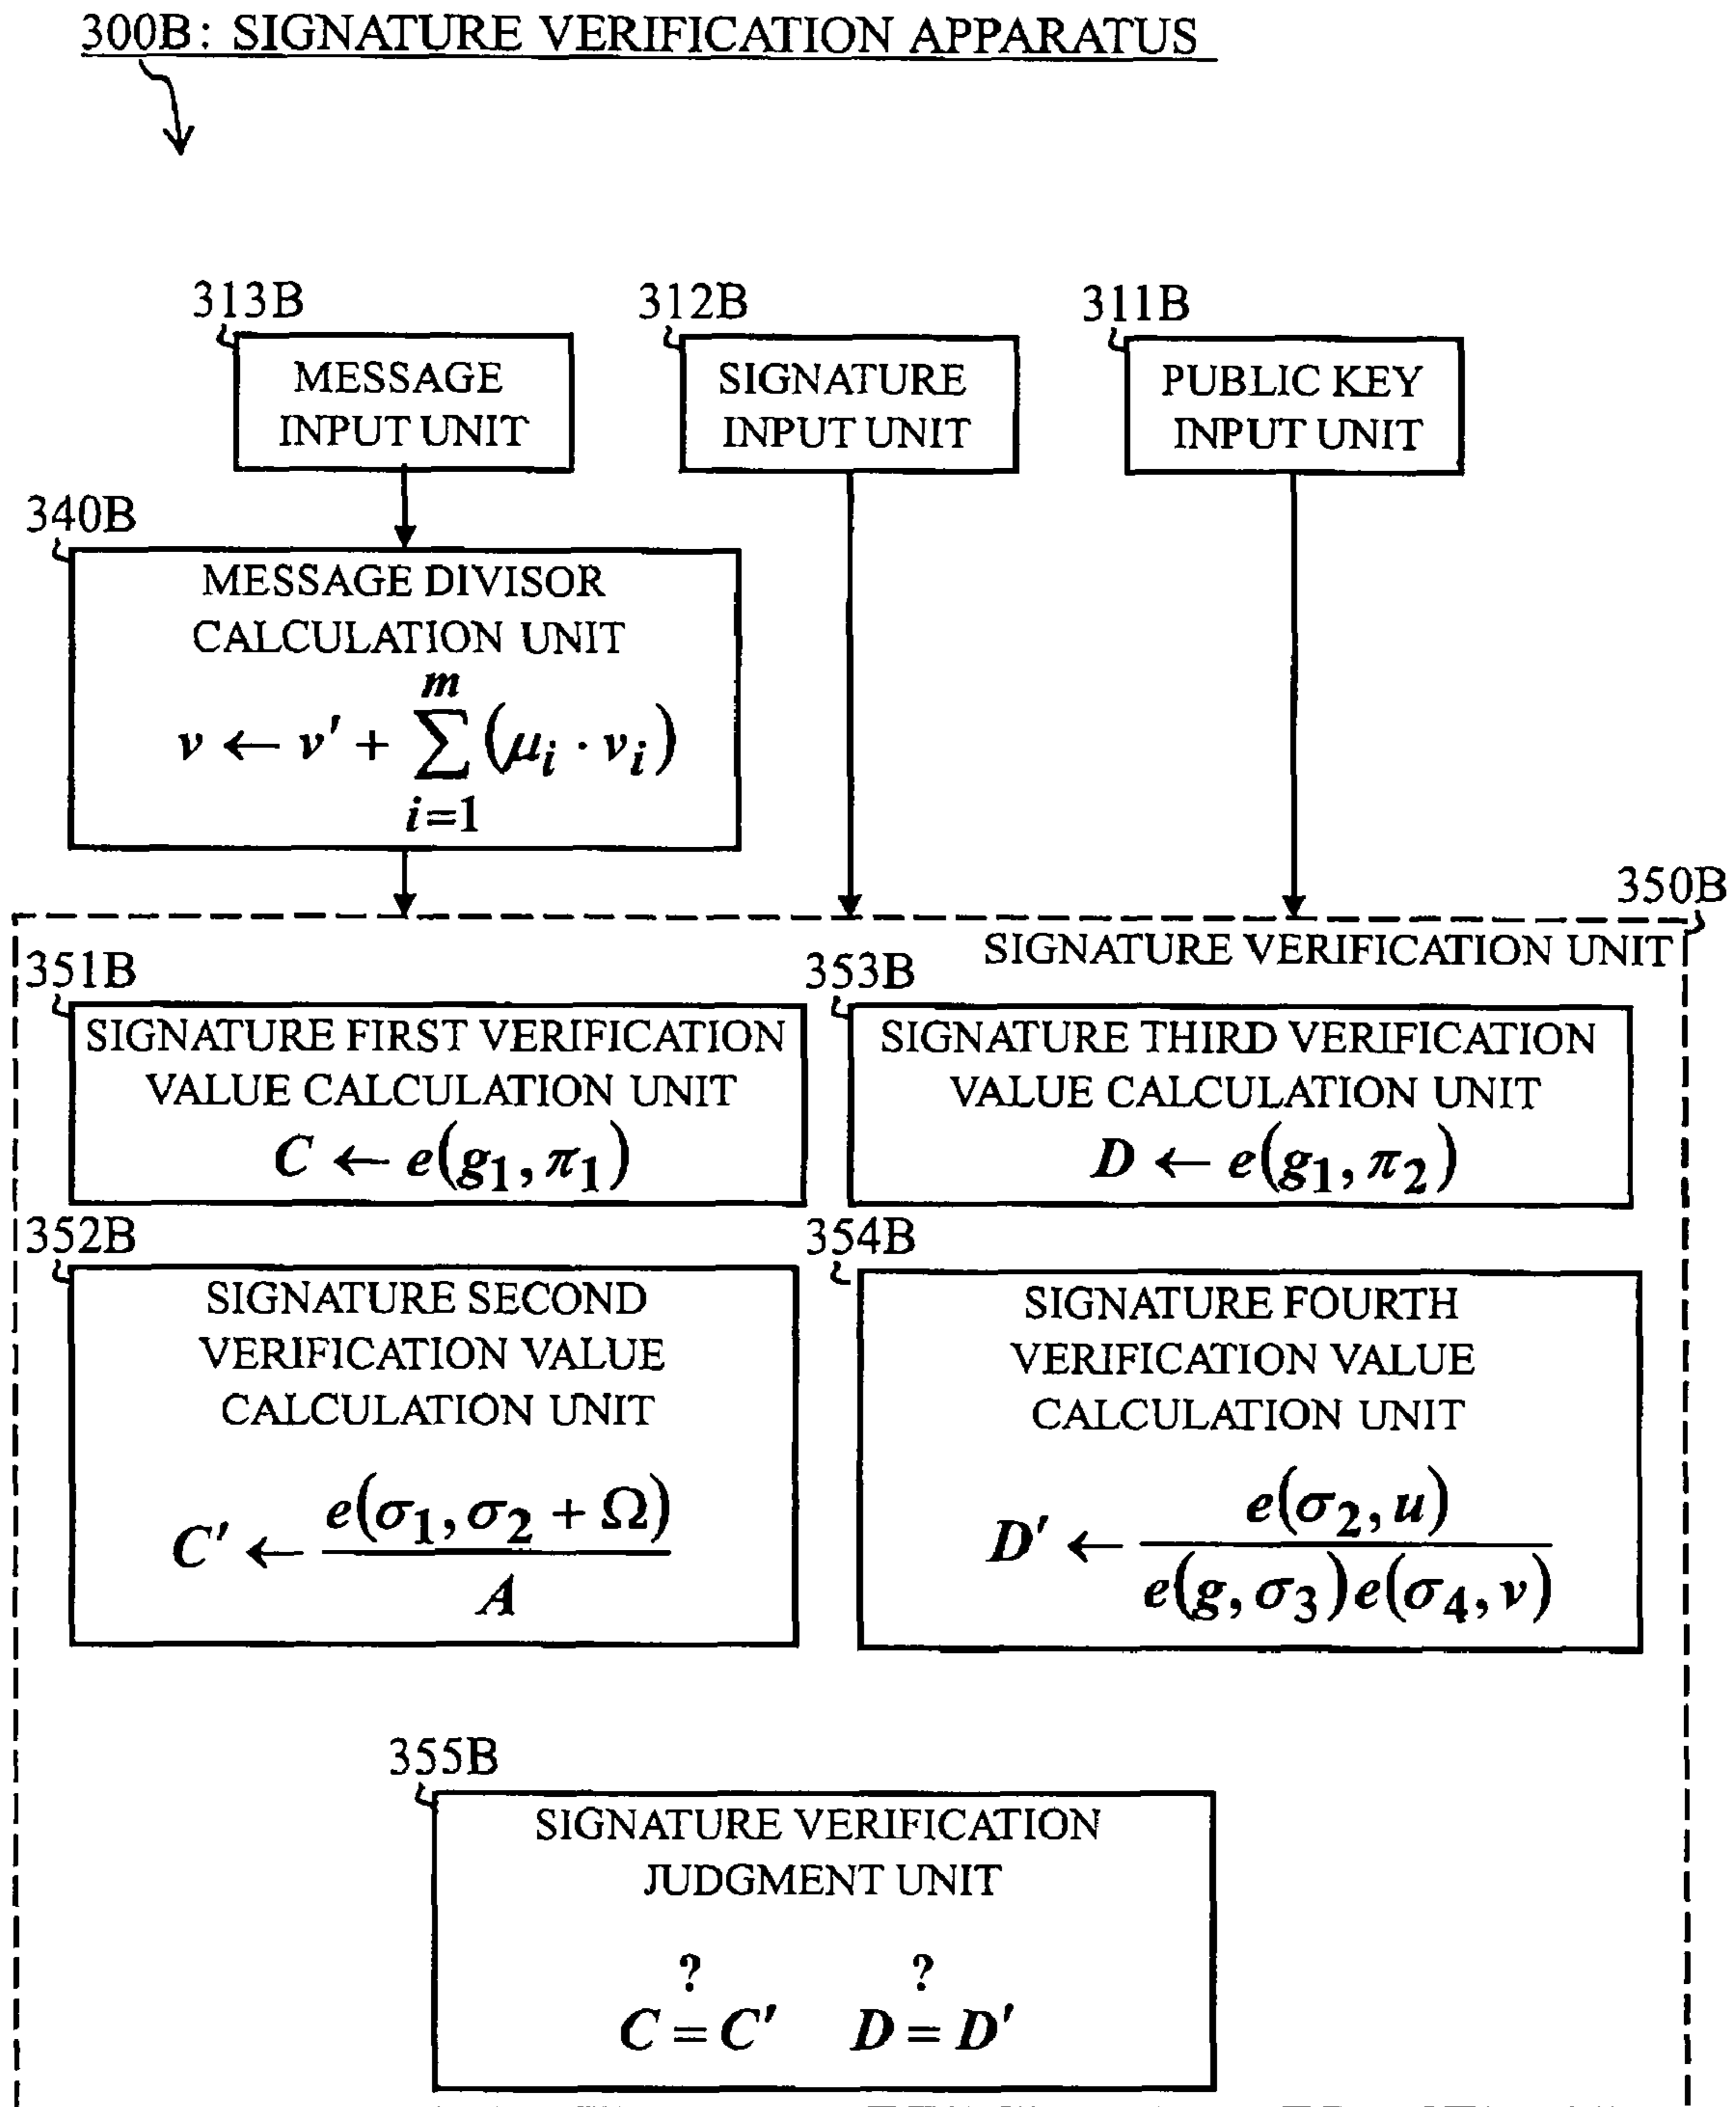 300B: SIGNATURE VERIFICATION APPARATUS
313B
MESSAGE
INPUT UNIT
312B
SIGNATURE
INPUT UNIT
311B
PUBLIC KEY
INPUT UNIT
340B
MESSAGE DIVISOR
CALCULATION UNIT
v ← v' + ∑_{i=1}^{m} (μ_i · v_i)
350B
SIGNATURE VERIFICATION UNIT
351B
SIGNATURE FIRST VERIFICATION
VALUE CALCULATION UNIT
C ← e(g_1, π_1)
353B
SIGNATURE THIRD VERIFICATION
VALUE CALCULATION UNIT
D ← e(g_1, π_2)
352B
SIGNATURE SECOND
VERIFICATION VALUE
CALCULATION UNIT
C' ← e(σ_1, σ_2 + Ω) / A
354B
SIGNATURE FOURTH
VERIFICATION VALUE
CALCULATION UNIT
D' ← e(σ_2, u) / e(g, σ_3)e(σ_4, v)
355B
SIGNATURE VERIFICATION
JUDGMENT UNIT
? ?
C = C' D = D'